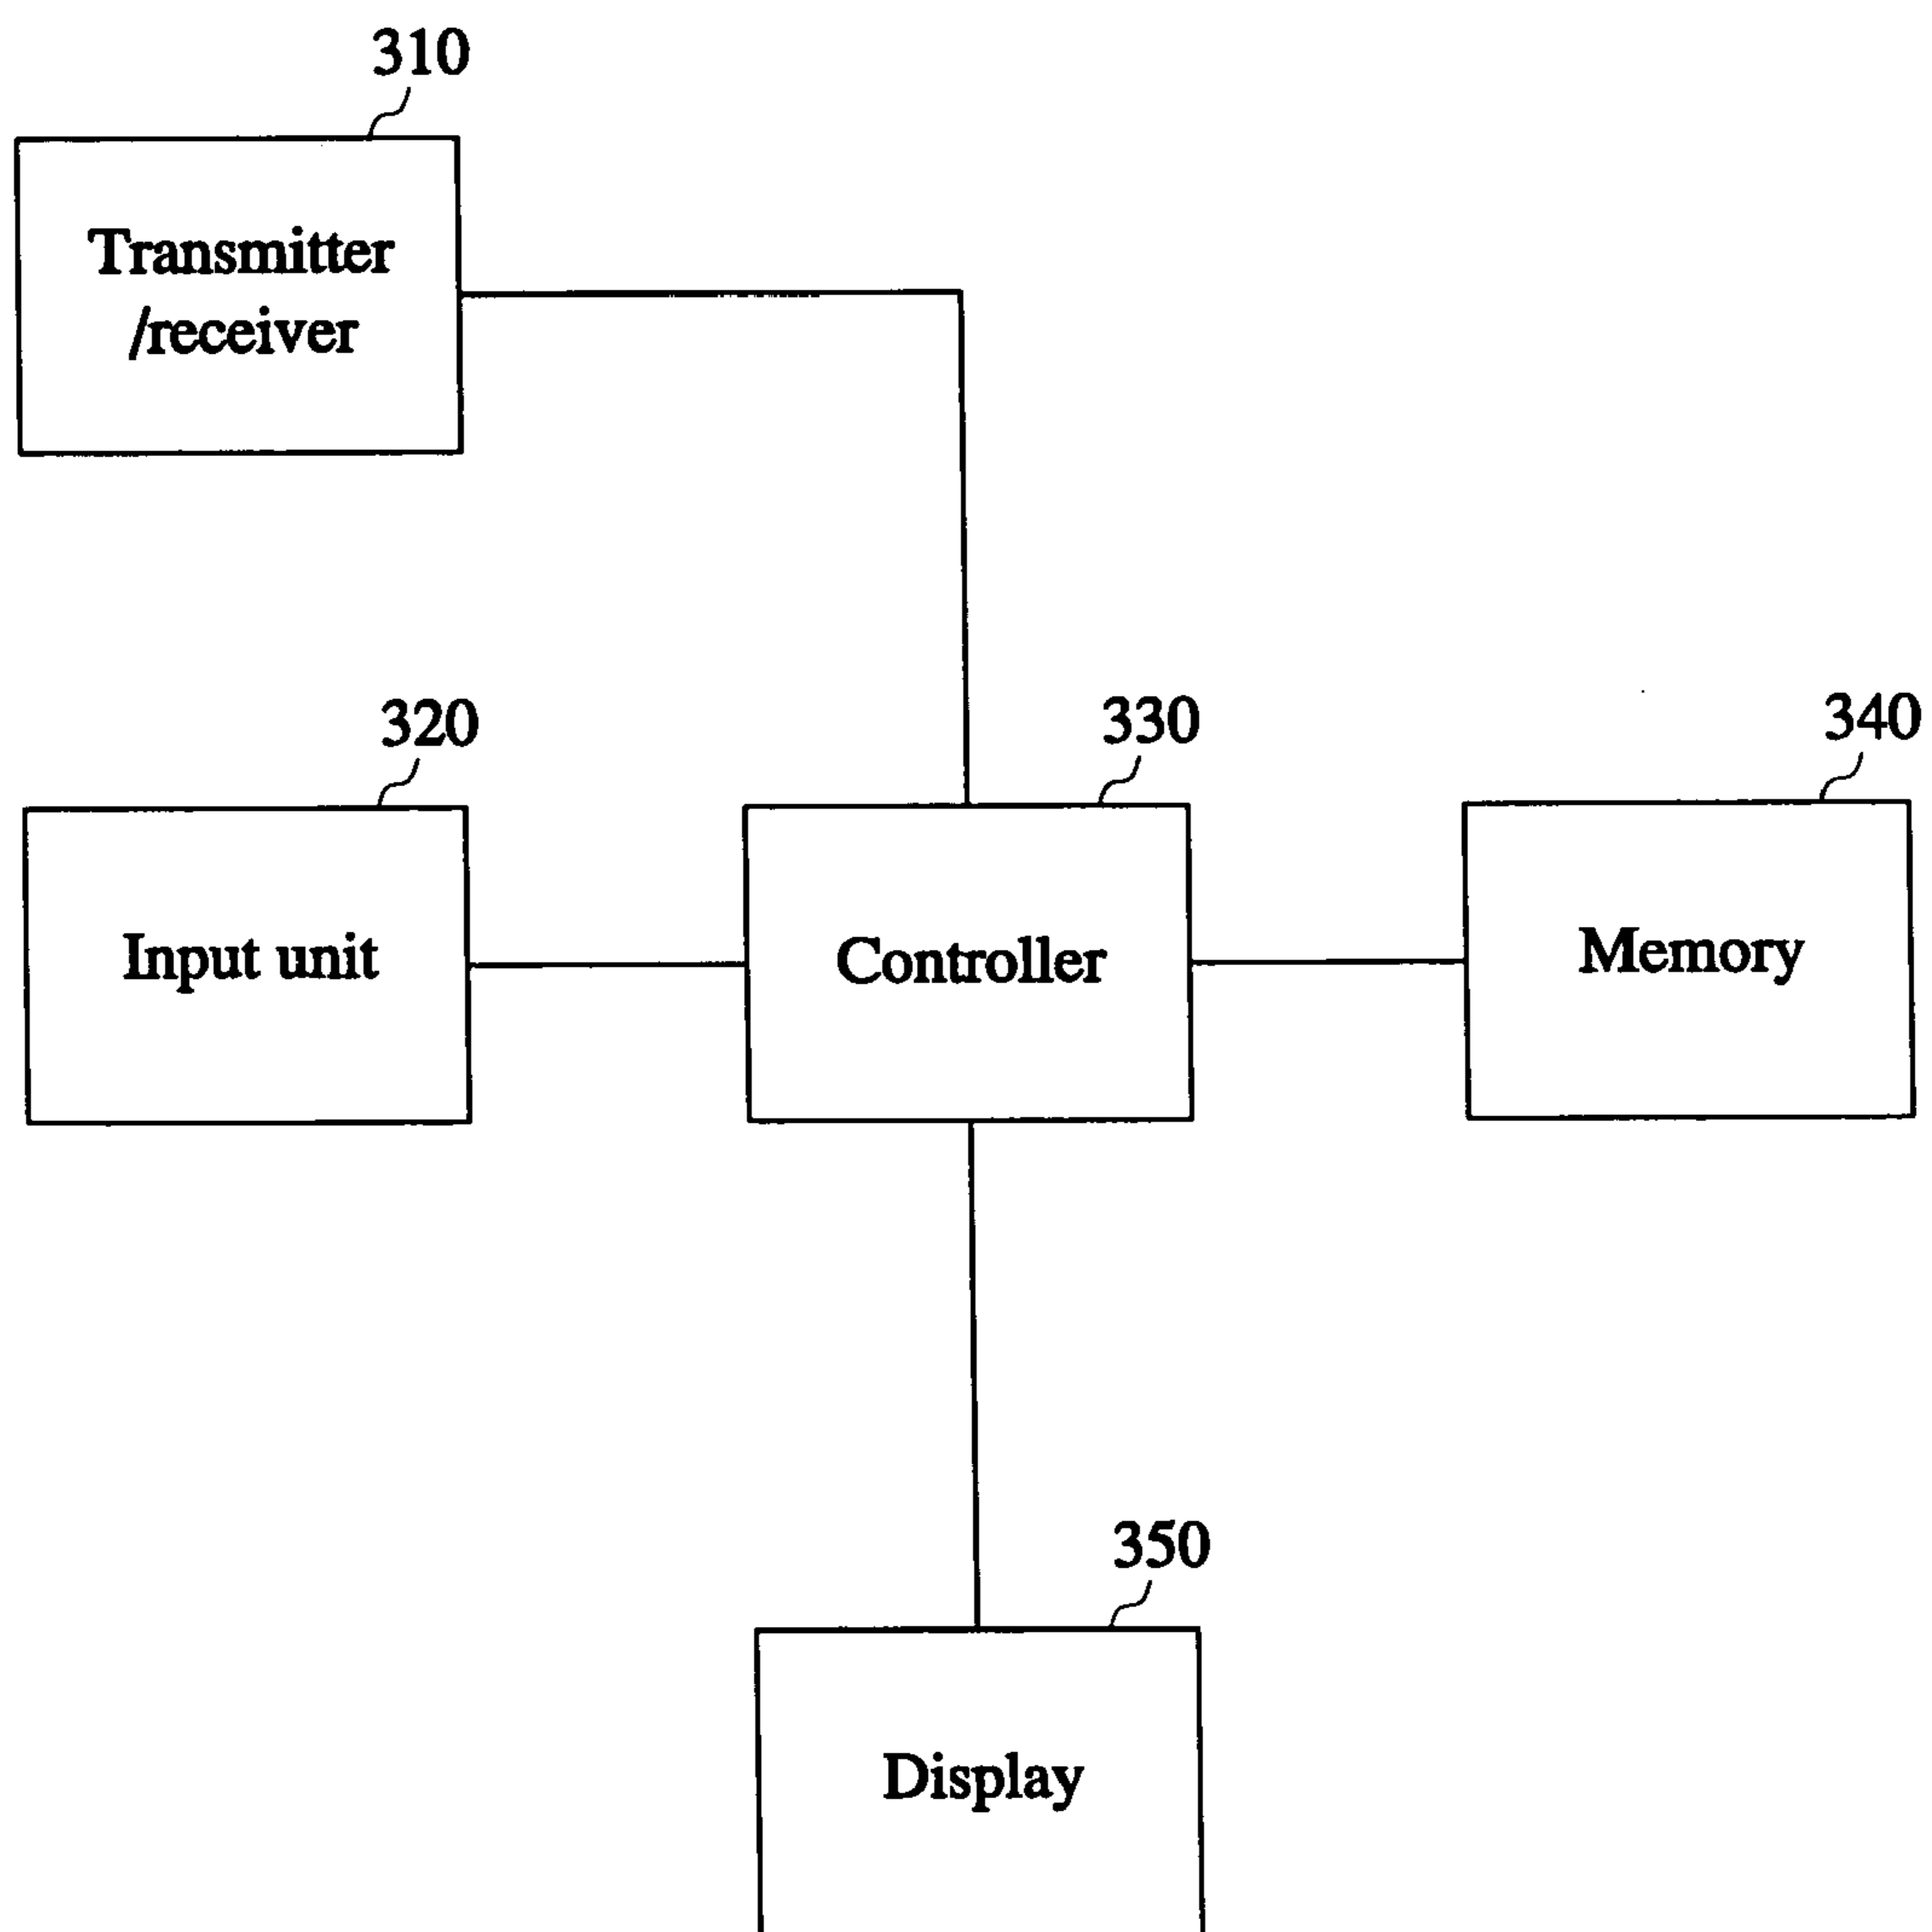 310
Transmitter
/receiver
320
330
340
Input unit
Controller
Memory
350
Display